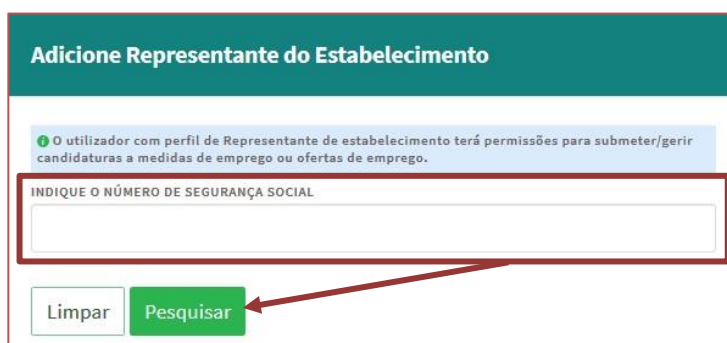 Adicione Representante do Estabelecimento
O utilizador com perfil de Representante de estabelecimento terá permissões para submeter/gerir
candidaturas a medidas de emprego ou ofertas de emprego.
INDIQUE O NÚMERO DE SEGURANÇA SOCIAL
Limpar Pesquisar